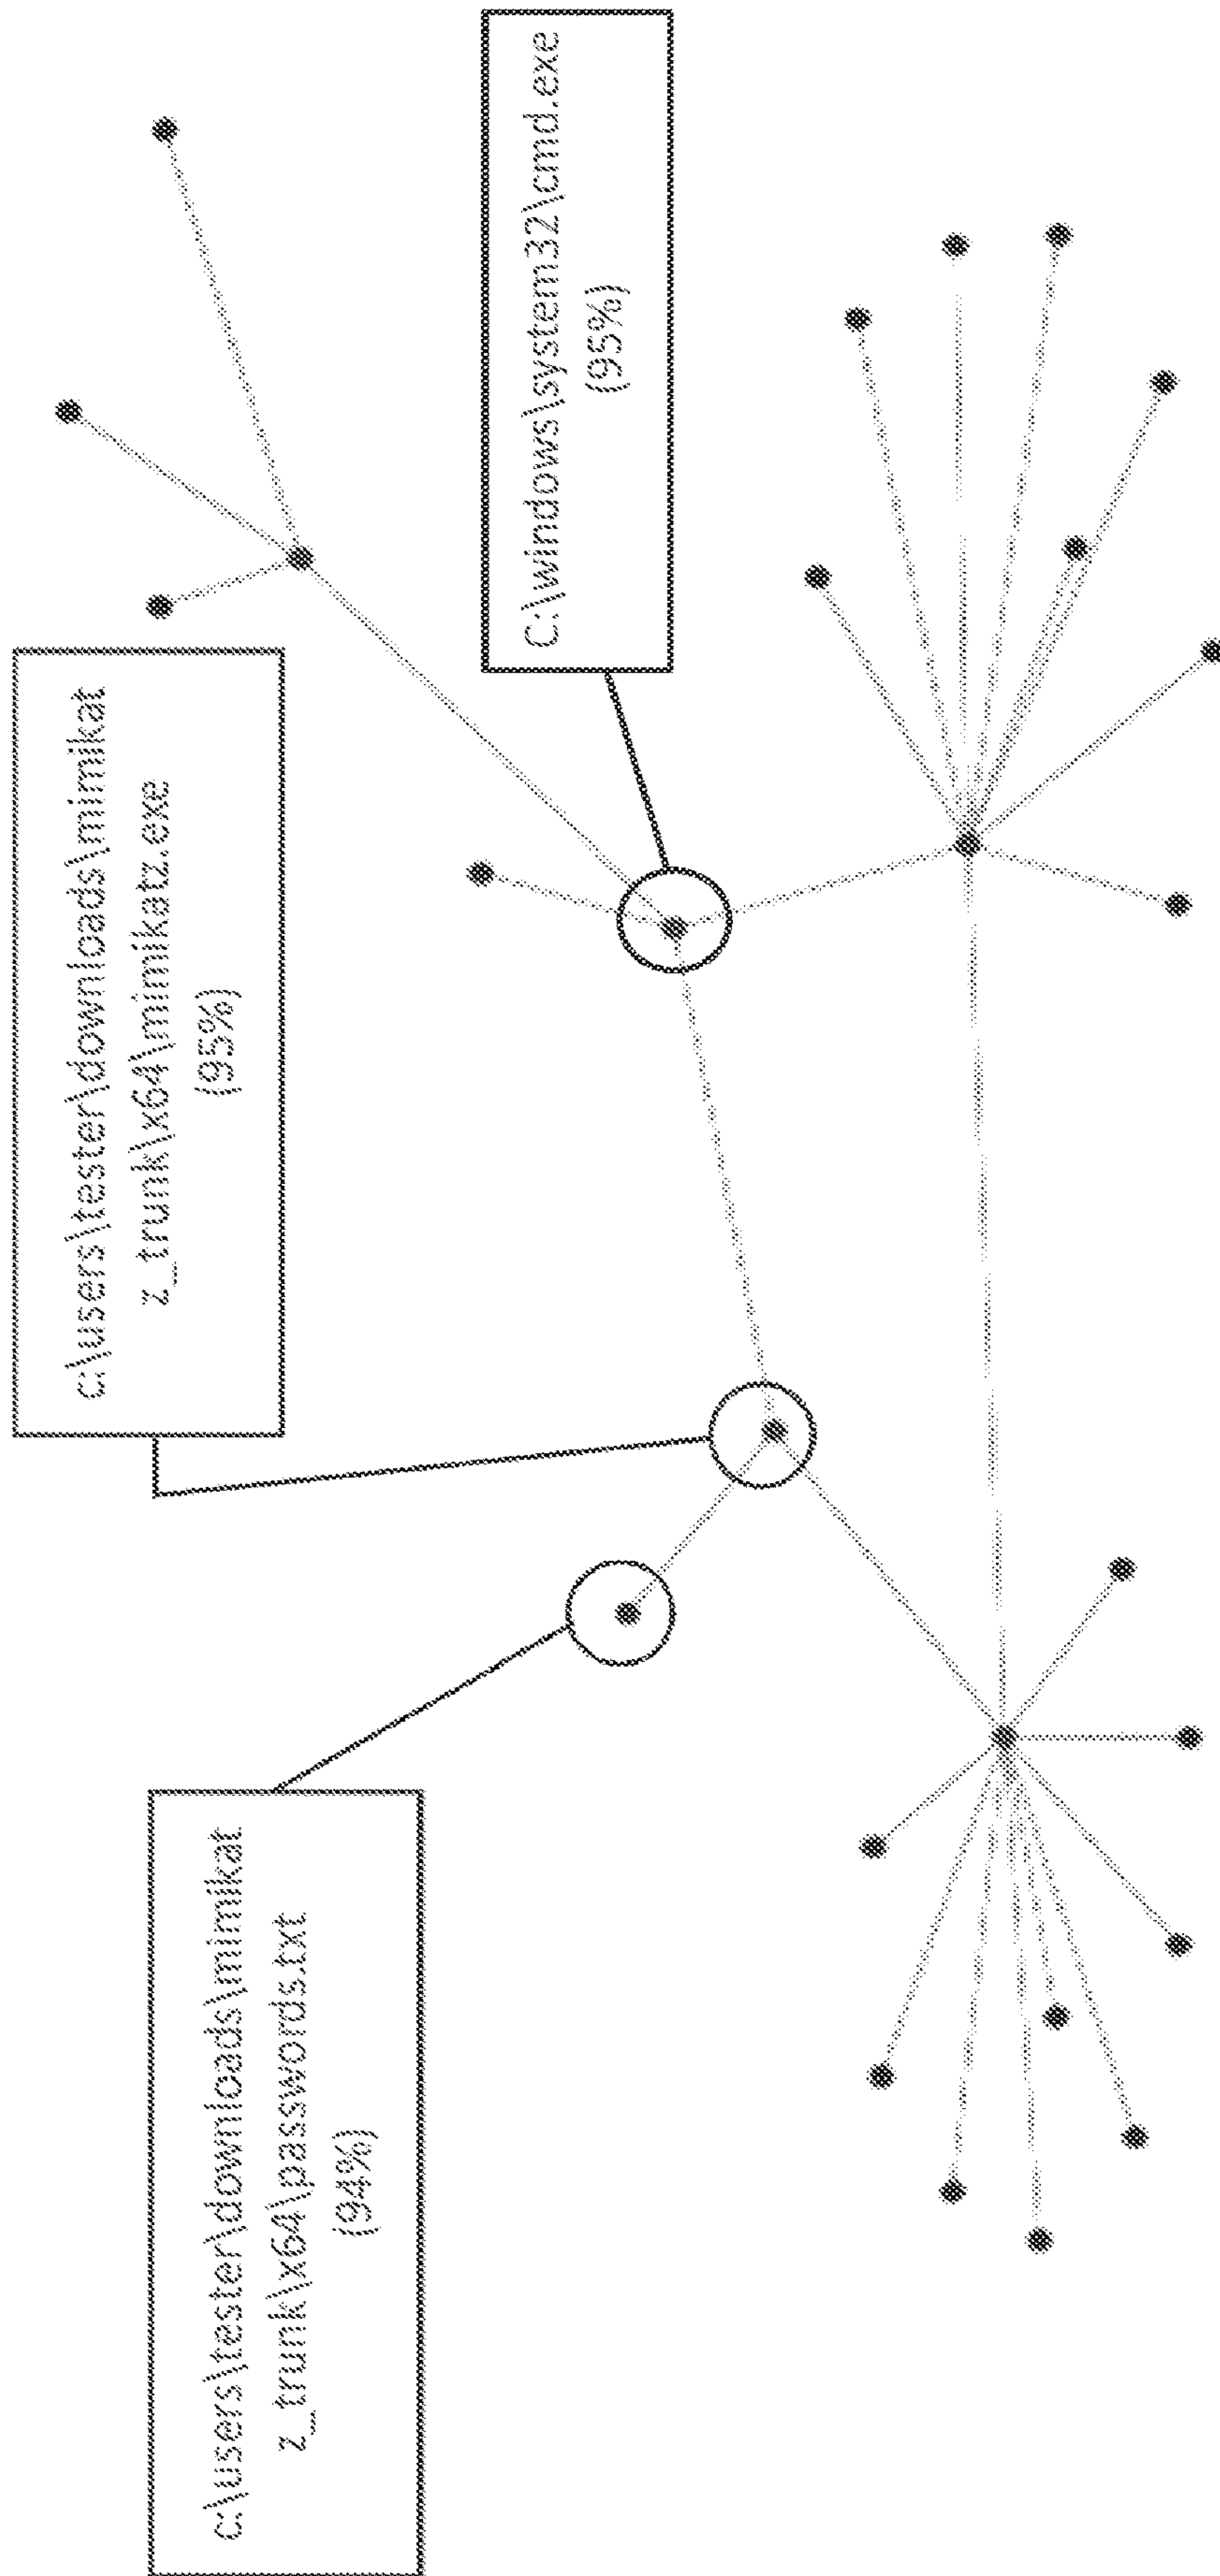 c:\users\tester\downloads\mimikat
z_trunk\x64\passwords.txt
(94%)
c:\users\tester\downloads\mimikat
z_trunk\x64\mimikatz.exe
(95%)
C:\windows\system32\cmd.exe
(95%)